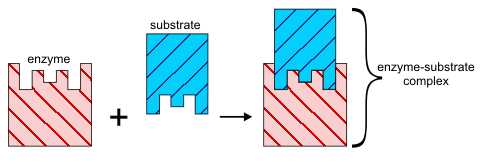 enzyme
+
substrate
enzyme-substrate
complex